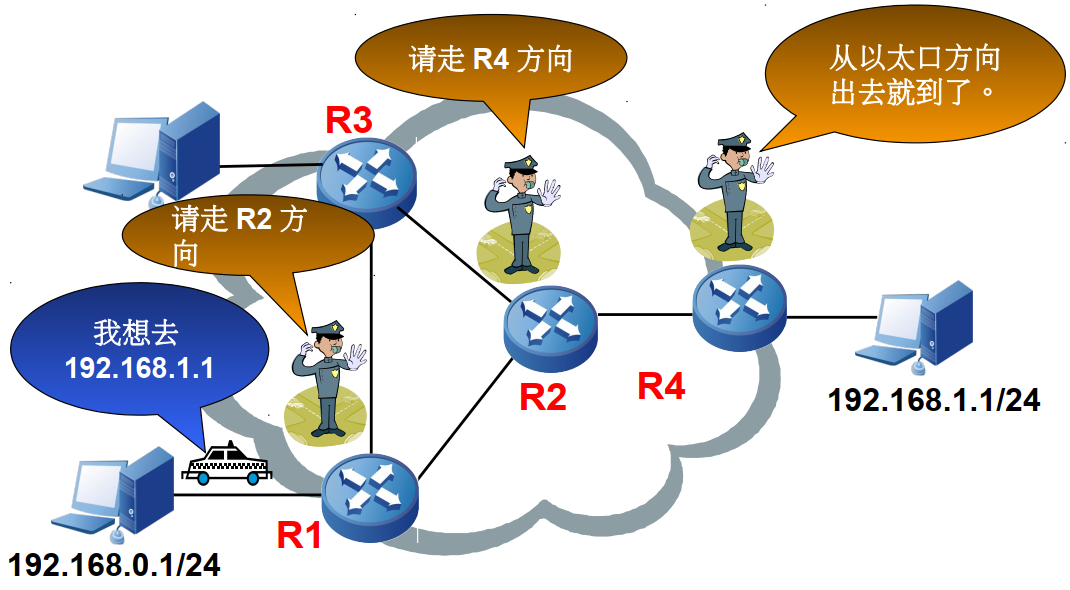 请走 R4 方向
从以太口方向
出去就到了。
R3
请走 R2 方
向
我想去
192.168.1.1
R2
R4
192.168.1.1/24
R1
192.168.0.1/24